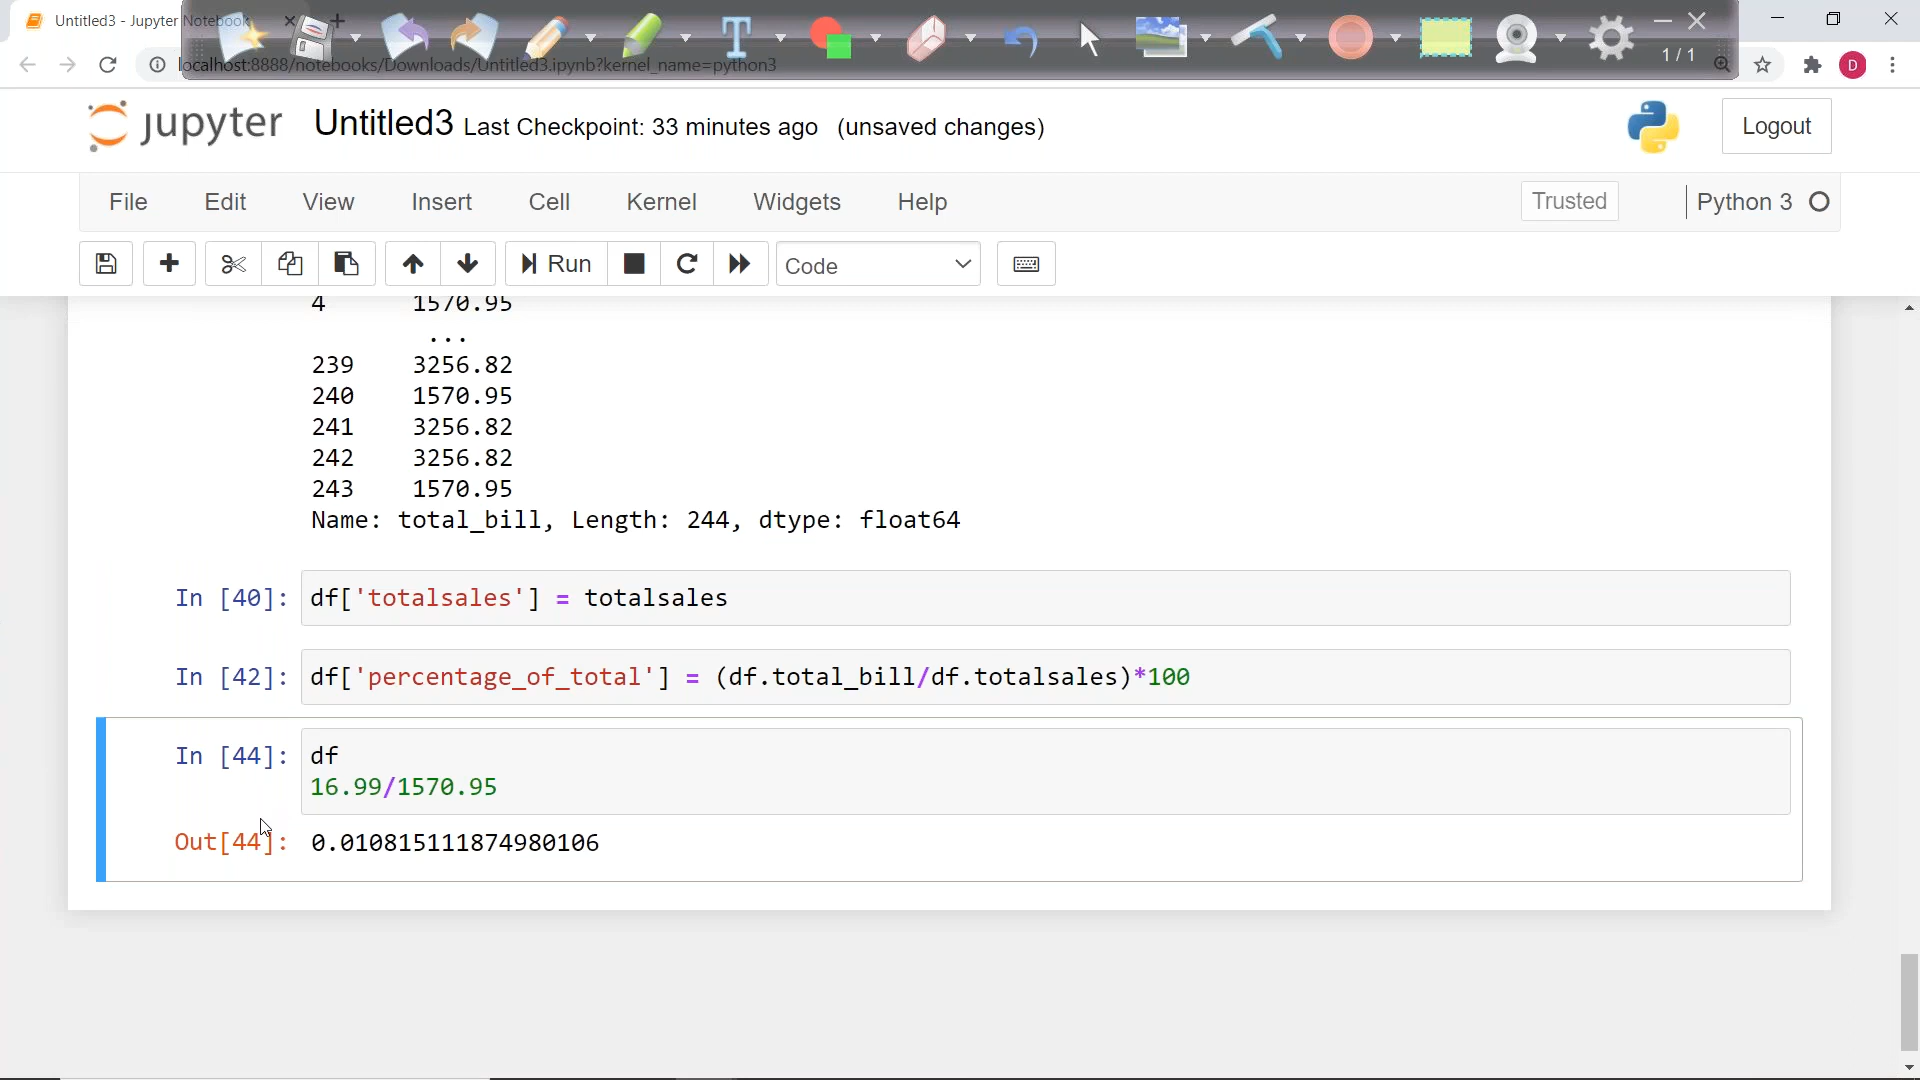 Untitled3 - Jupyter Notebook
localhost:8888/notebooks/Downloads/Untitled3.ipynb?kernel_name=python3
1 / 1
D
jupyter Untitled3 Last Checkpoint: 33 minutes ago (unsaved changes)
Logout
File Edit View Insert Cell Kernel Widgets Help
Trusted Python 3
Run Code
4 1570.95
...
239 3256.82
240 1570.95
241 3256.82
242 3256.82
243 1570.95
Name: total_bill, Length: 244, dtype: float64
In [40]: df['totalsales'] = totalsales
In [42]: df['percentage_of_total'] = (df.total_bill/df.totalsales)*100
In [44]: df
16.99/1570.95
Out[44]: 0.010815111874980106